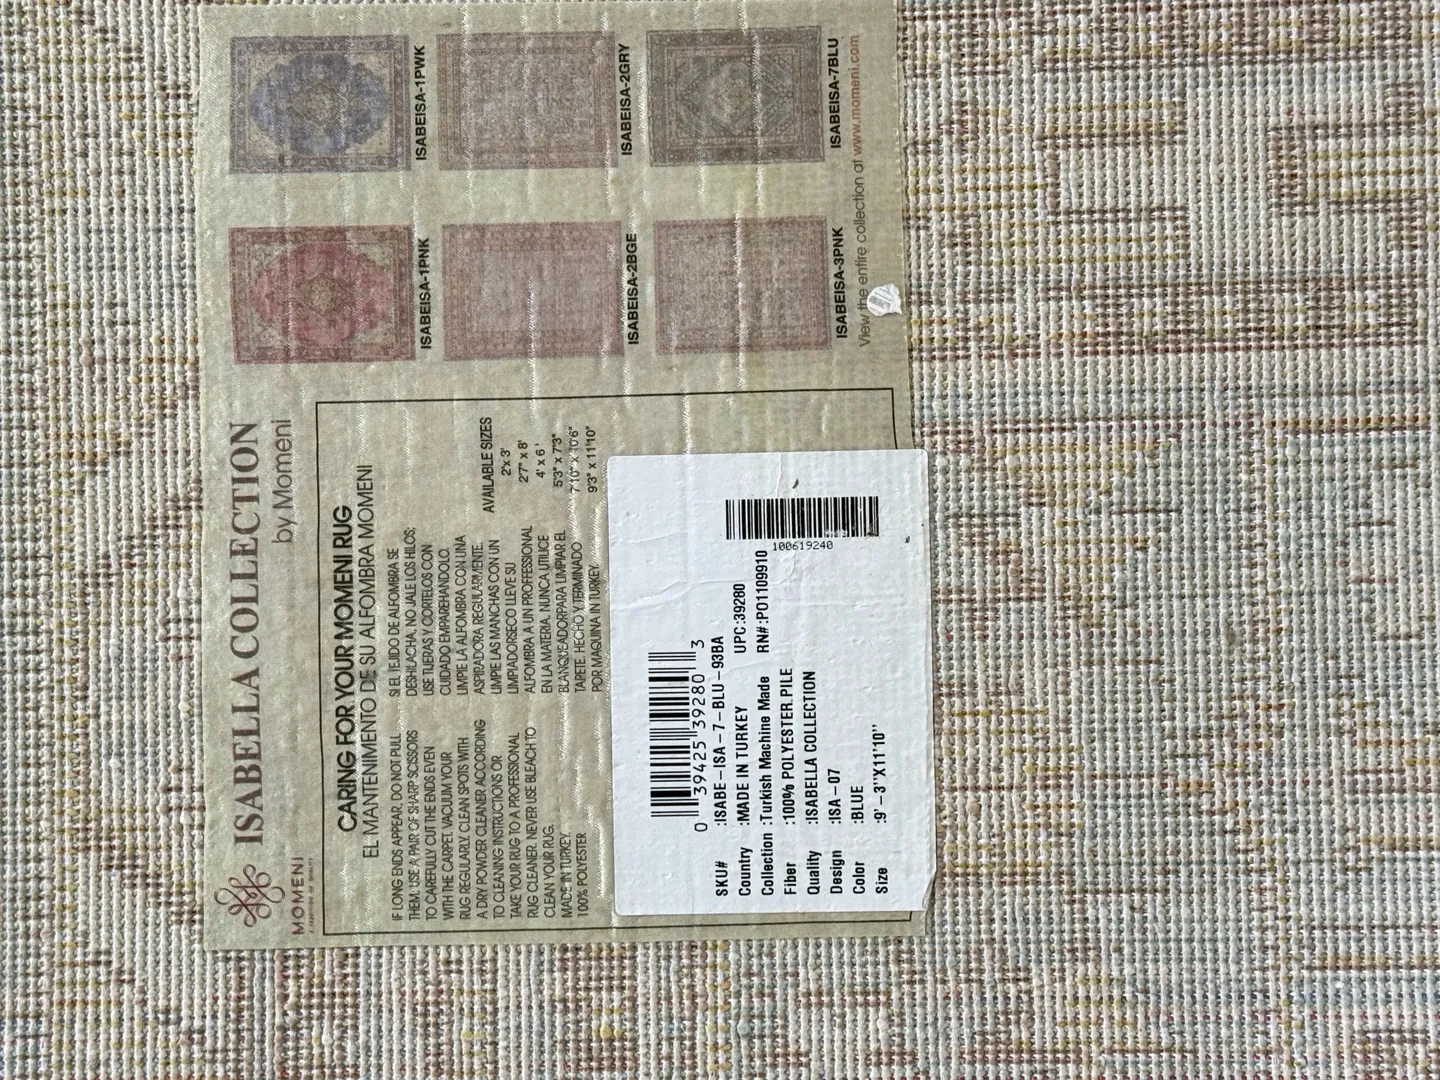 MOMENI
ISABELLA COLLECTION
by Momeni
CARING FOR YOUR MOMENI RUG
EL MANTENIMENTO DE SU ALFOMBRA MOMENI
IF LONG ENDS APPEAR, DO NOT PULL
THEM; USE A PAIR OF SHARP SCISSORS
TO CAREFULLY CUT THE ENDS EVEN
WITH THE CARPET. VACUUM YOUR
RUG REGULARLY. CLEAN SPOTS WITH
A DRY POWDER CLEANER ACCORDING
TO CLEANING INSTRUCTIONS OR
TAKE YOUR RUG TO A PROFESSIONAL
RUG CLEANER. NEVER USE BLEACH TO
CLEAN YOUR RUG.
MADE IN TURKEY.
100% POLYESTER
SI EL TEJIDO DE ALFOMBRA SE
DESHILACHA, NO JALE LOS HILOS;
USE TIJERAS Y CORTELOS CON
CUIDADO EMPAREHANDOLO.
LIMPIE LA ALFOMBRA CON UNA
ASPIRADORA REGULARMENTE.
LIMPIE LAS MANCHAS CON UN
LIMPIADORSECO LLEVE SU
ALFOMBRA A UN PROFFESSIONAL
EN LA MATERIA. NUNCA UTILICE
BLANQUEADORPARA LIMPIAR EL
TAPETE. HECHO Y TERMINADO
POR MAQUINA IN TURKEY.
AVAILABLE SIZES
2'x 3'
2'7" x 8'
4' x 6'
5'3" x 7'3"
7'10" x 10'6"
9'3" x 11'10"
0 39425 39280 3
SKU# :ISABE-ISA-7-BLU-93BA
Country :MADE IN TURKEY UPC:39280
Collection :Turkish Machine Made RN#:P01109910
Fiber :100% POLYESTER.PILE
Quality :ISABELLA COLLECTION
Design :ISA-07
Color :BLUE
Size :9'-3"X11'10"
100619240
ISABEISA-1PNK
ISABEISA-1PWK
ISABEISA-2BGE
ISABEISA-2GRY
ISABEISA-3PNK
ISABEISA-7BLU
View the entire collection at www.momeni.com